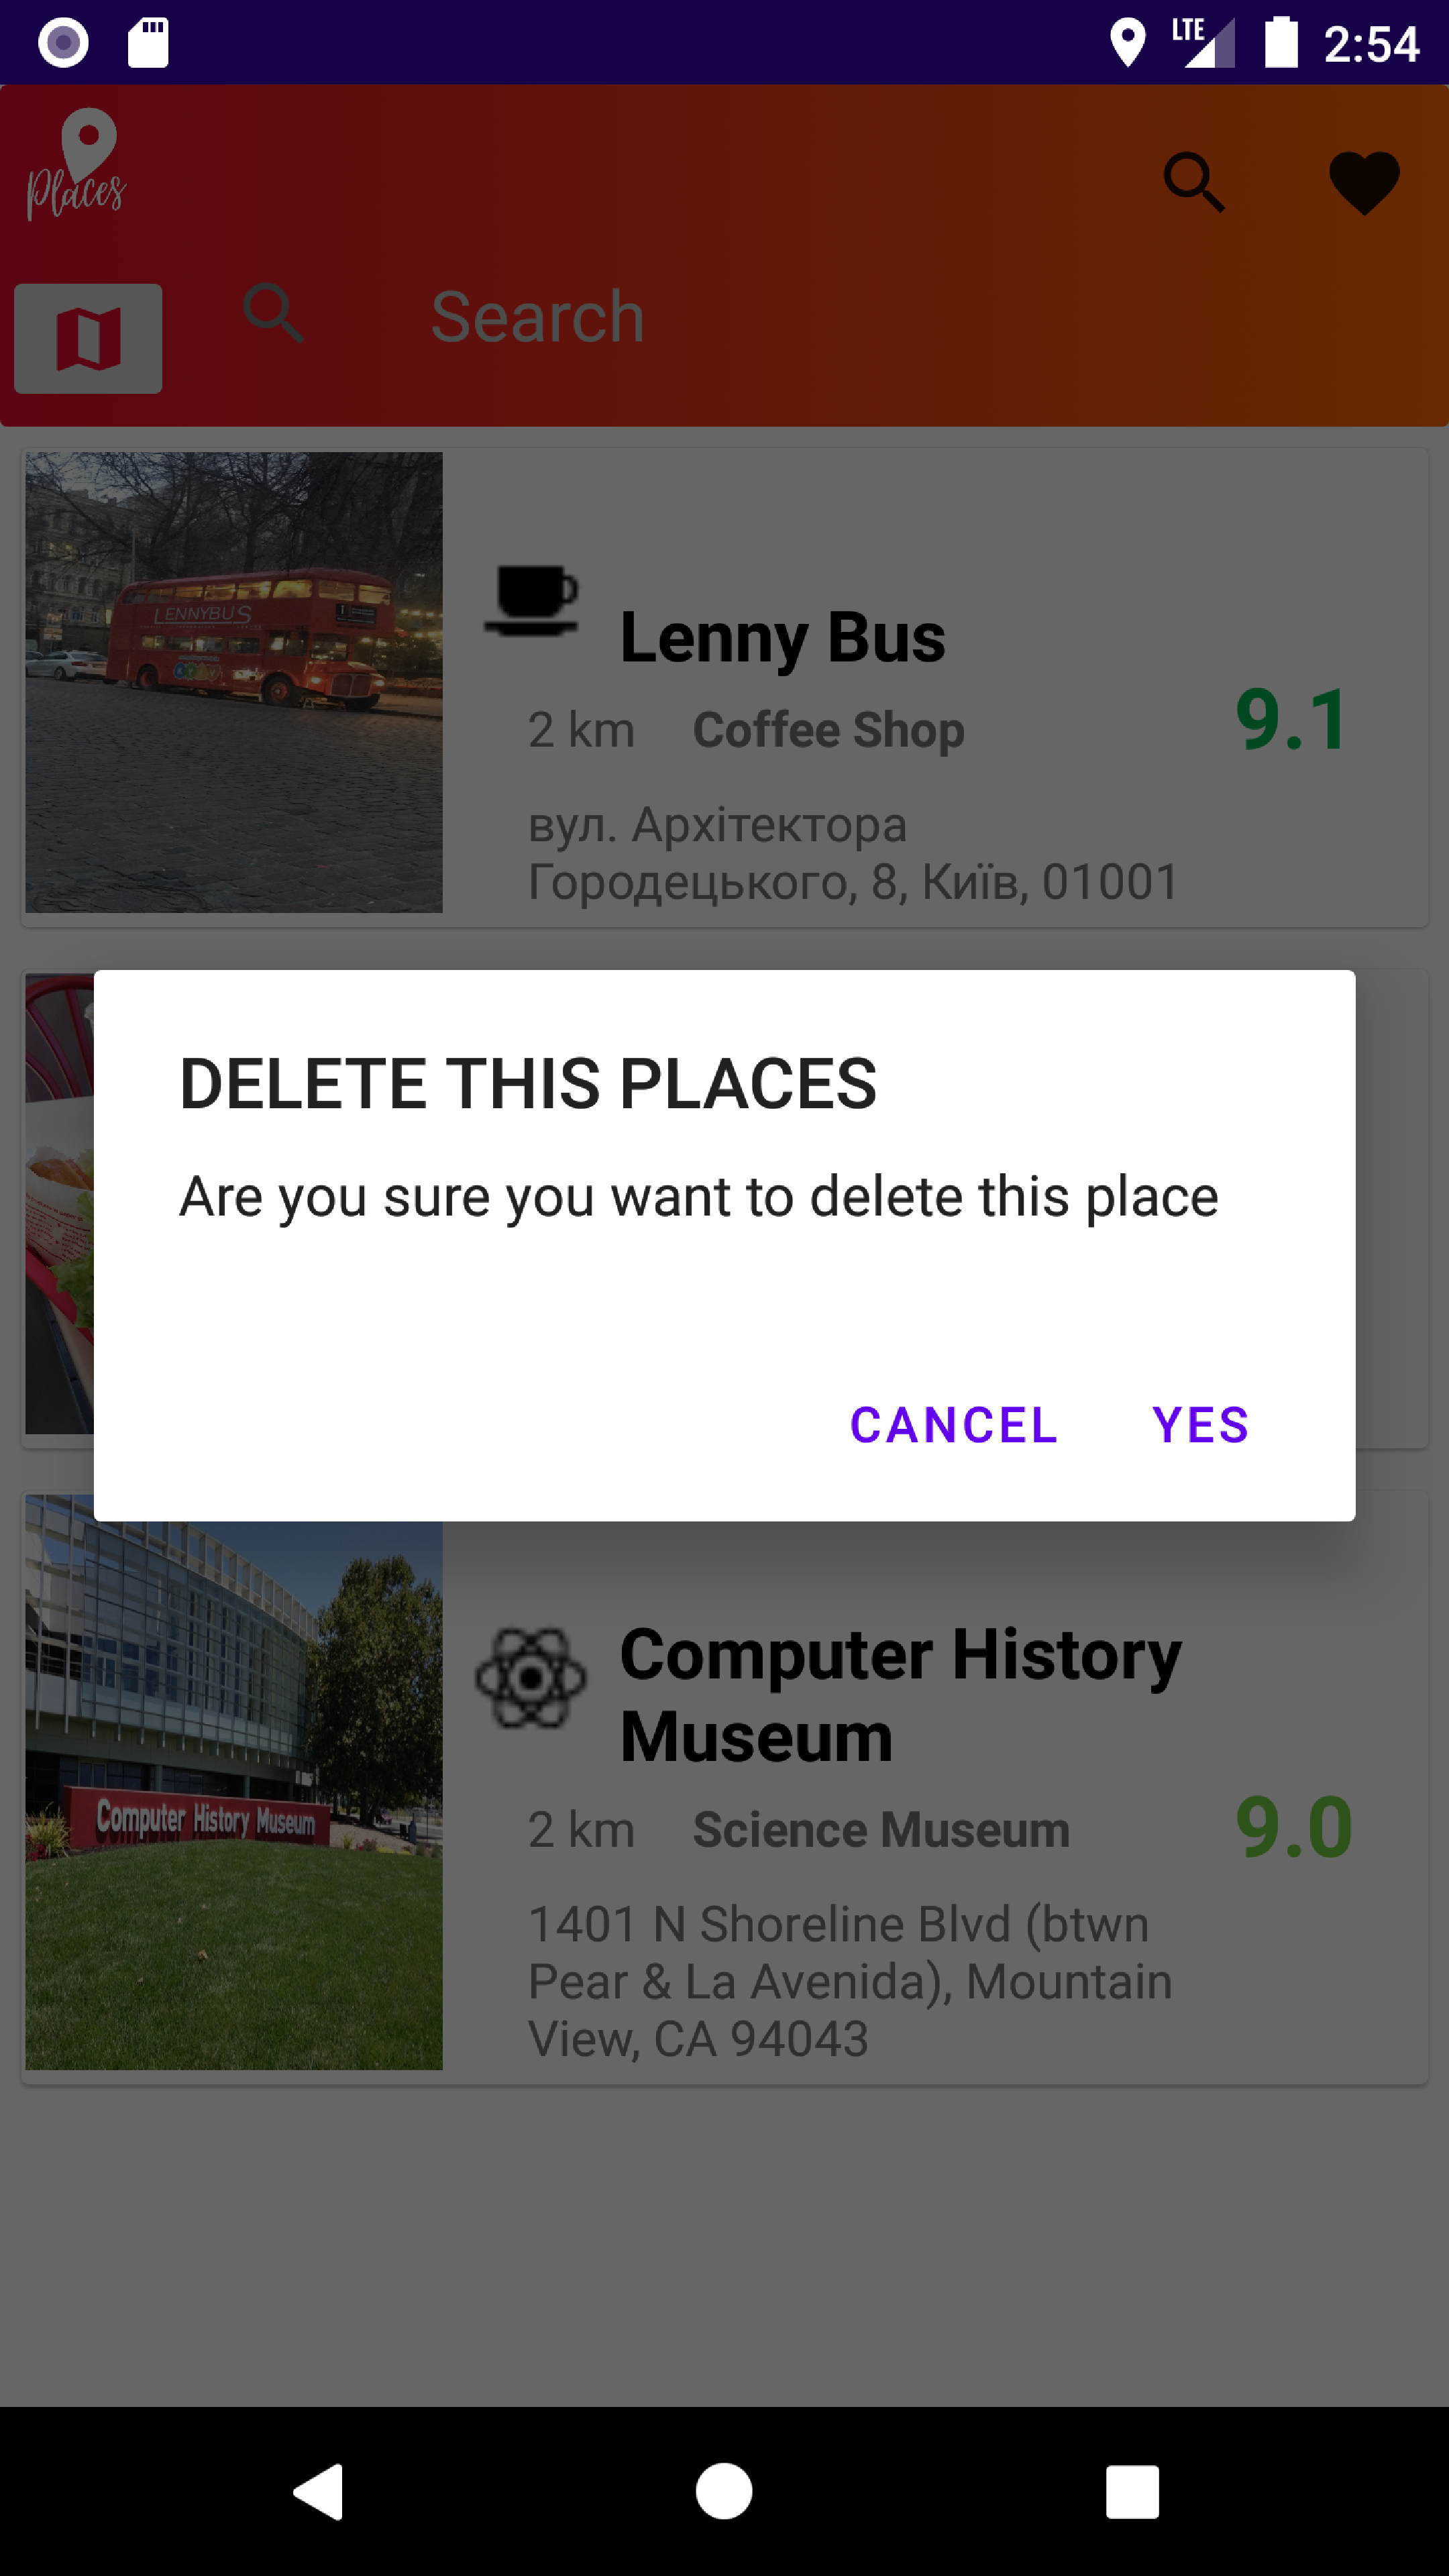 LTE 2:54
Places
Search
LENNYBUS
Lenny Bus
2 km Coffee Shop
9.1
вул. Архітектора
Городецького, 8, Київ, 01001
DELETE THIS PLACES
Are you sure you want to delete this place
CANCEL YES
Computer History
Museum
Computer History Museum
2 km Science Museum
9.0
1401 N Shoreline Blvd (btwn
Pear & La Avenida), Mountain
View, CA 94043